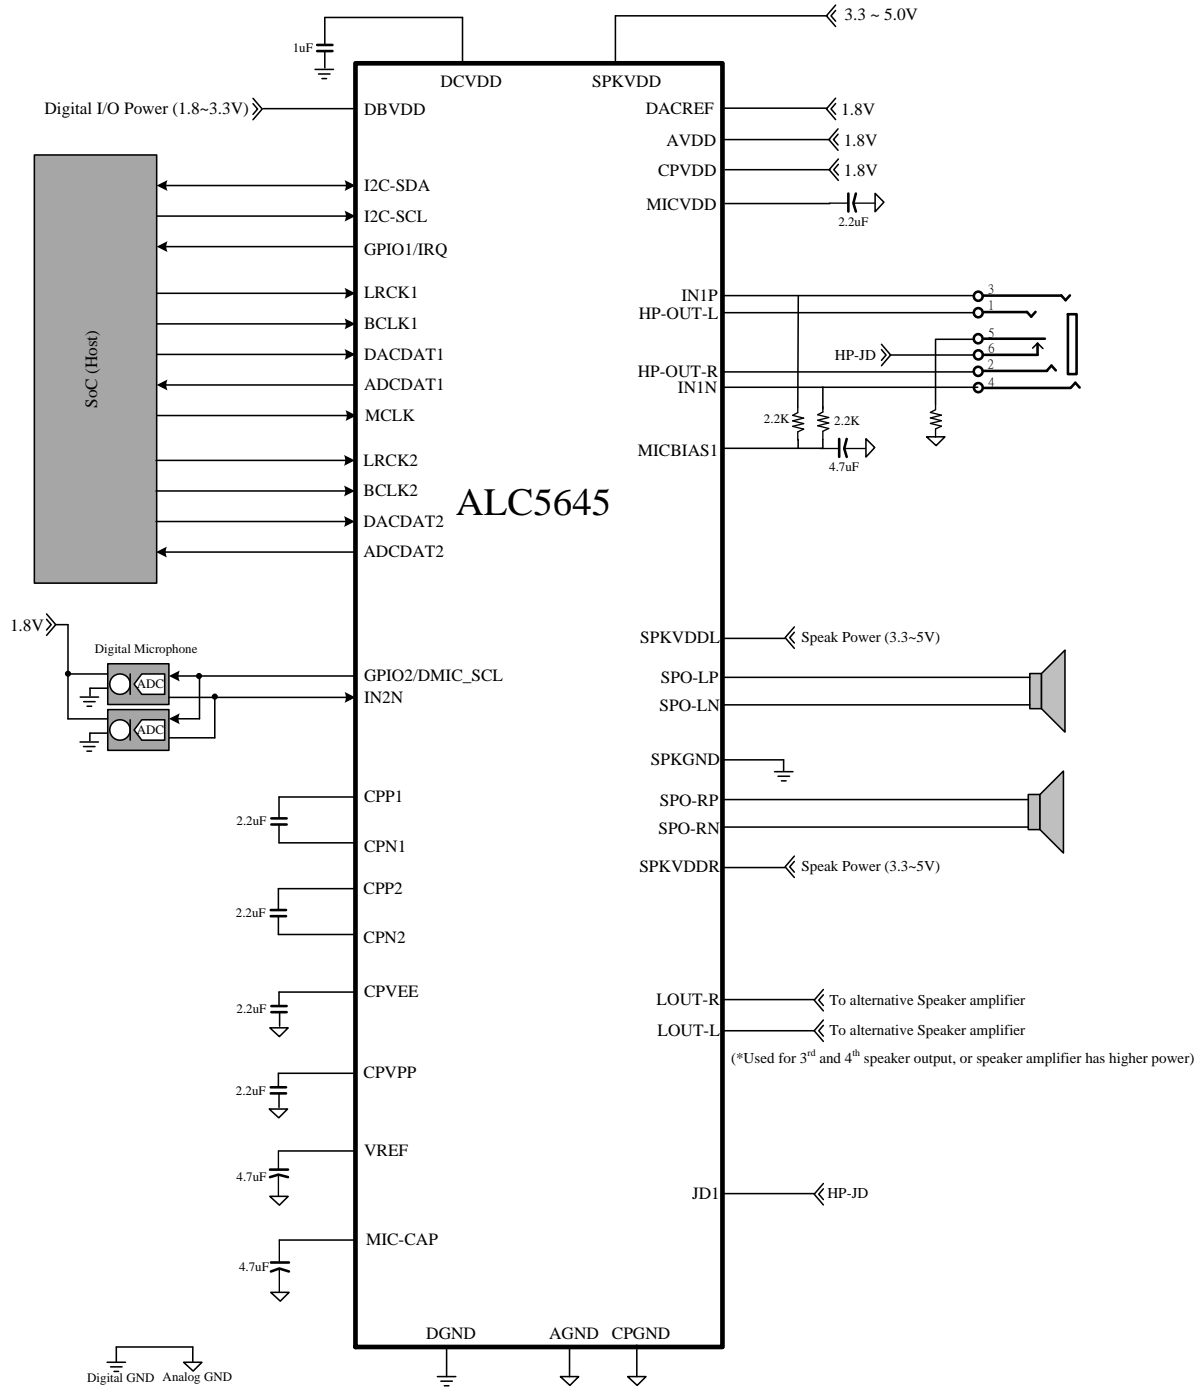 3.3 ~ 5.0V
1uF
DCVDD
SPKVDD
Digital I/O Power (1.8~3.3V)
DBVDD
DACREF
1.8V
AVDD
1.8V
CPVDD
1.8V
MICVDD
2.2uF
SoC (Host)
I2C-SDA
I2C-SCL
GPIO1/IRQ
LRCK1
BCLK1
DACDAT1
ADCDAT1
MCLK
LRCK2
BCLK2
DACDAT2
ADCDAT2
ALC5645
IN1P
3
HP-OUT-L
1
5
HP-JD
6
HP-OUT-R
2
IN1N
4
2.2K
2.2K
MICBIAS1
4.7uF
1.8V
Digital Microphone
ADC
ADC
GPIO2/DMIC_SCL
IN2N
SPKVDDL
Speak Power (3.3~5V)
SPO-LP
SPO-LN
SPKGND
SPO-RP
SPO-RN
SPKVDDR
Speak Power (3.3~5V)
CPP1
2.2uF
CPN1
CPP2
2.2uF
CPN2
CPVEE
2.2uF
CPVPP
2.2uF
VREF
4.7uF
MIC-CAP
4.7uF
LOUT-R
To alternative Speaker amplifier
LOUT-L
To alternative Speaker amplifier
(*Used for 3rd and 4th speaker output, or speaker amplifier has higher power)
JD1
HP-JD
DGND
AGND
CPGND
Digital GND
Analog GND